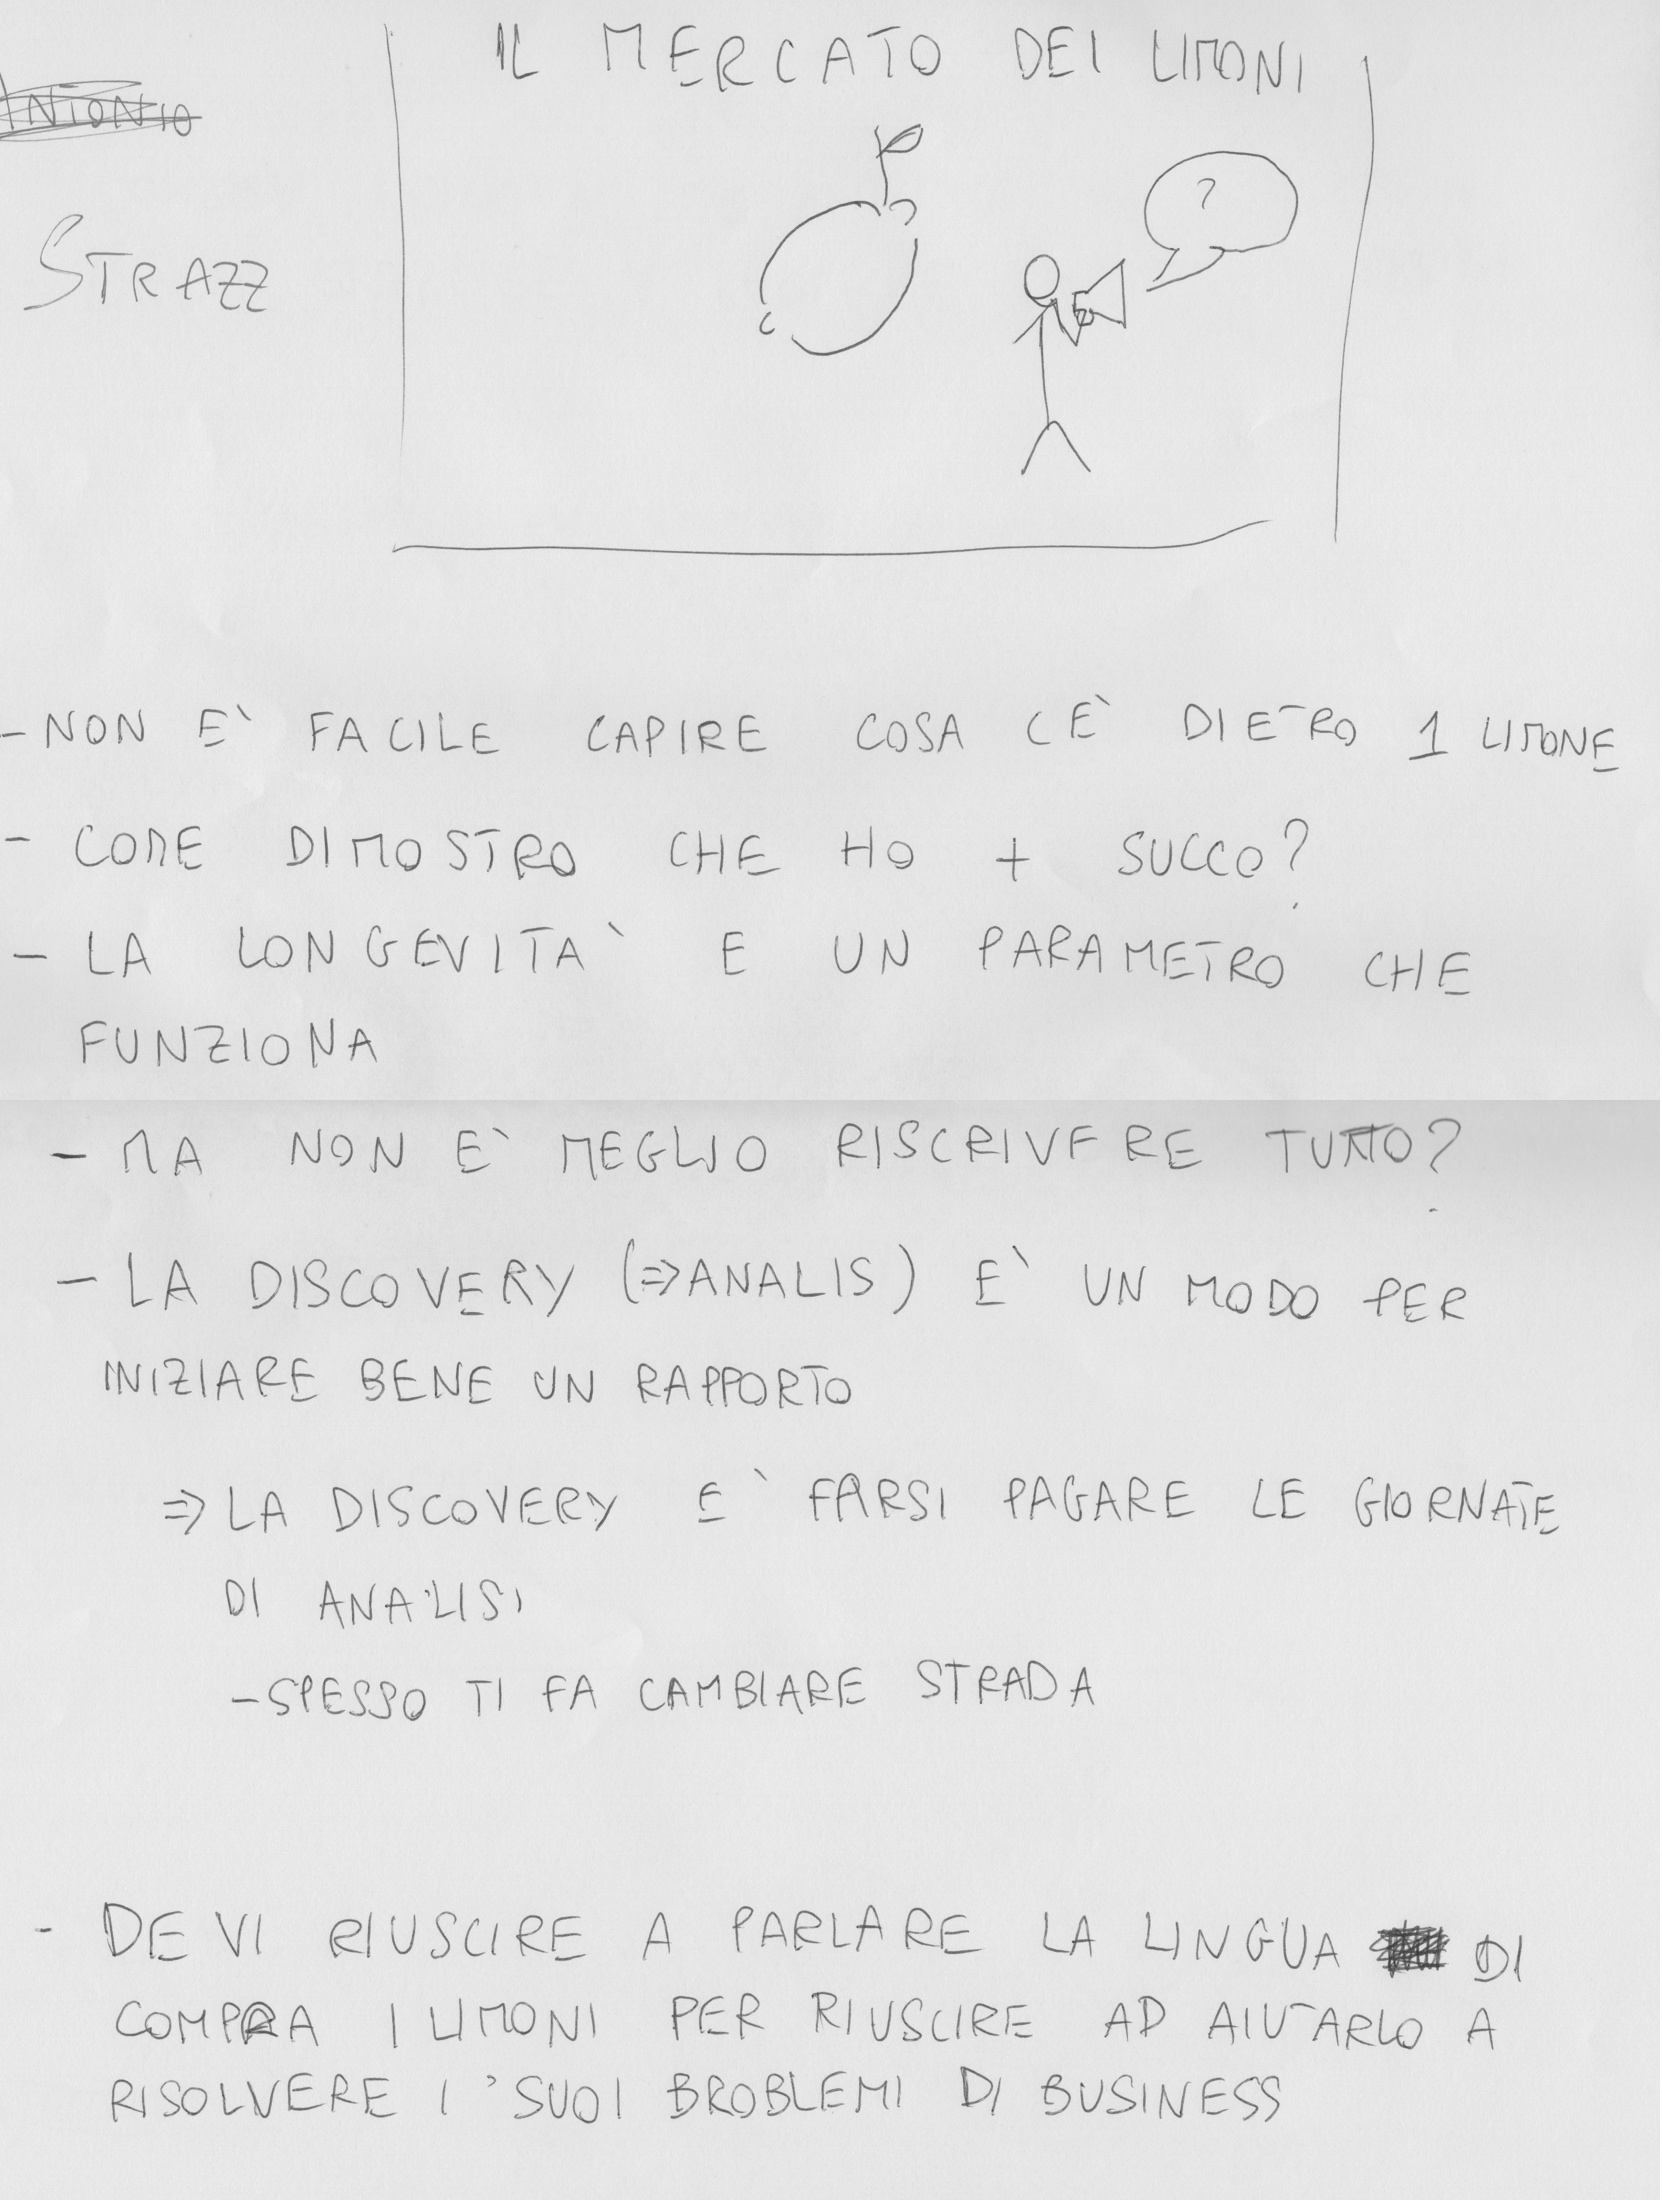 IL MERCATO DEI LIMONI
ANTONIO
?
STRAZZ
- NON E` FACILE CAPIRE COSA C'È DIETRO 1 LIMONE
- COME DIMOSTRO CHE HO + SUCCO?
- LA LONGEVITA` E UN PARAMETRO CHE
FUNZIONA
- MA NON E` MEGLIO RISCRIVERE TUTTO?
- LA DISCOVERY (=> ANALIS) E` UN MODO PER
INIZIARE BENE UN RAPPORTO
=> LA DISCOVERY E` FARSI PAGARE LE GIORNATE
DI ANALISI
- SPESSO TI FA CAMBIARE STRADA
- DEVI RIUSCIRE A PARLARE LA LINGUA DI
COMPRA I LIMONI PER RIUSCIRE AD AIUTARLO A
RISOLVERE I 'SUOI BROBLEMI DI BUSINESS